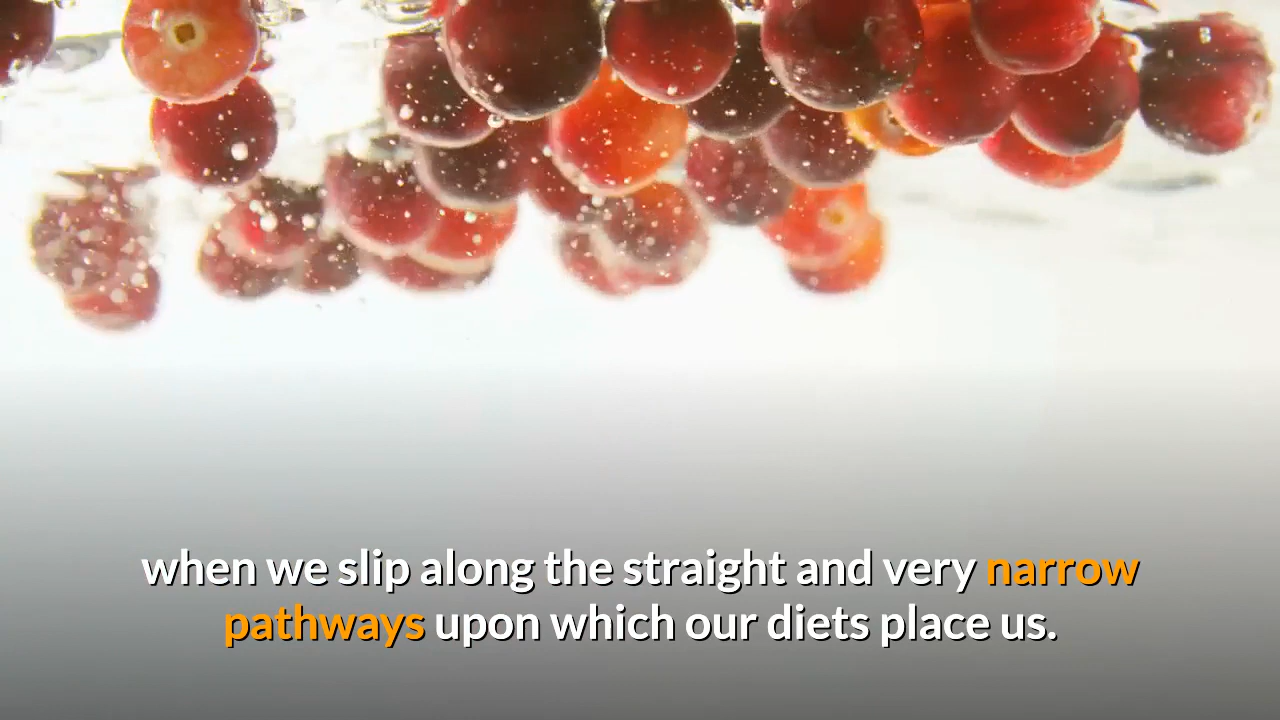 when we slip along the straight and very narrow
pathways upon which our diets place us.